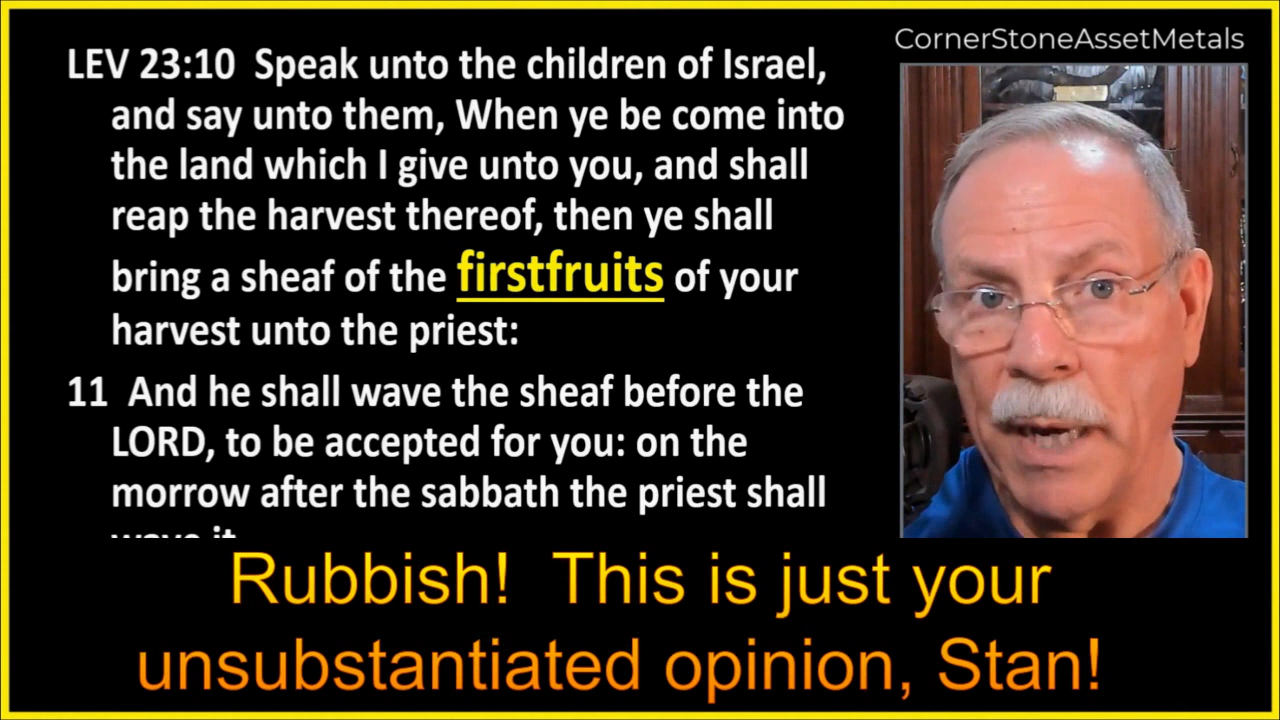 CornerStoneAssetMetals
LEV 23:10 Speak unto the children of Israel,
and say unto them, When ye be come into
the land which I give unto you, and shall
reap the harvest thereof, then ye shall
bring a sheaf of the firstfruits of your
harvest unto the priest:
11 And he shall wave the sheaf before the
LORD, to be accepted for you: on the
morrow after the sabbath the priest shall
wave it
Rubbish! This is just your
unsubstantiated opinion, Stan!